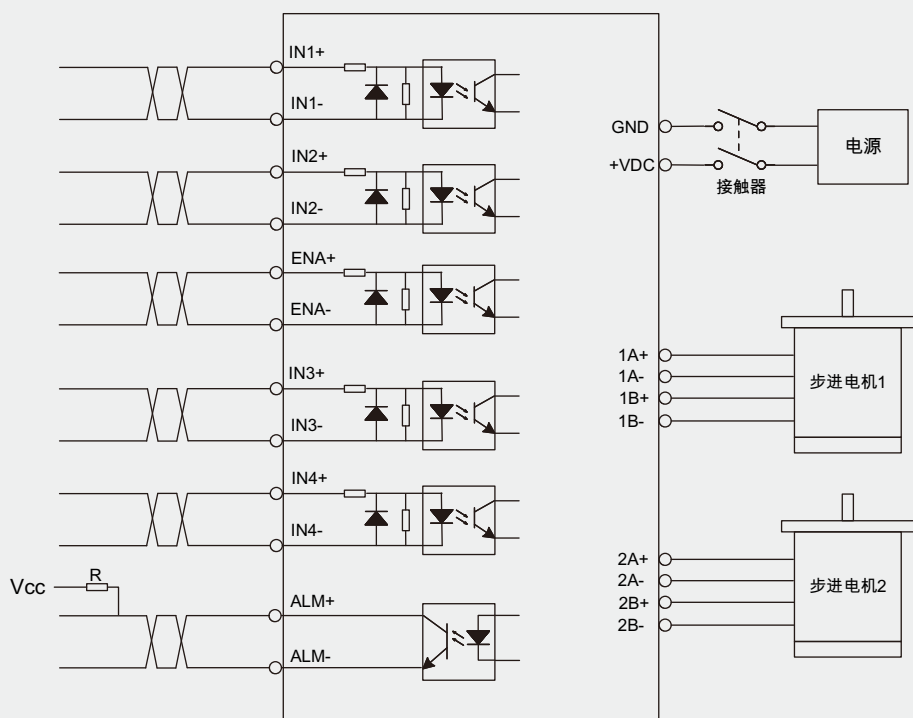 IN1+
IN1-
IN2+
IN2-
ENA+
ENA-
IN3+
IN3-
IN4+
IN4-
Vcc
R
ALM+
ALM-
GND
+VDC
接触器
电源
1A+
1A-
1B+
1B-
步进电机1
2A+
2A-
2B+
2B-
步进电机2